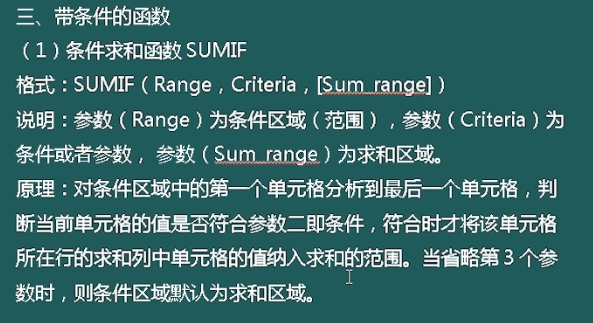 三、带条件的函数
（1）条件求和函数 SUMIF
格式：SUMIF（Range，Criteria，[Sum_range]）
说明：参数（Range）为条件区域（范围），参数（Criteria）为
条件或者参数， 参数（Sum_range）为求和区域。
原理：对条件区域中的第一个单元格分析到最后一个单元格，判
断当前单元格的值是否符合参数二即条件，符合时才将该单元格
所在行的求和列中单元格的值纳入求和的范围。当省略第 3 个参
数时，则条件区域默认为求和区域。